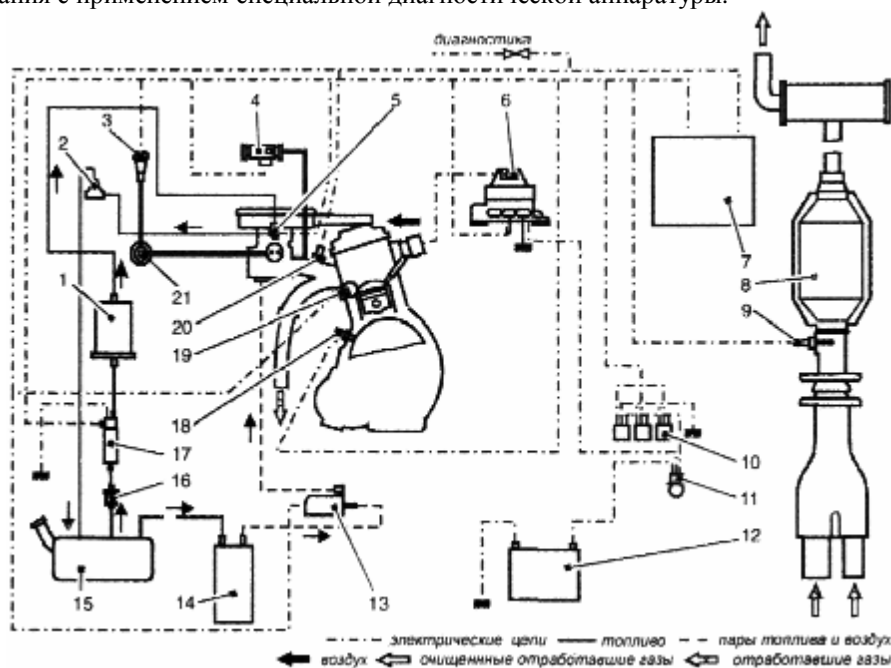 ания с применением специальной диагностической аппаратуры.
диагностика
4
5
6
3
2
7
1
8
21
9
20
19
18
10
17
11
16
12
15
14
13
электрические цепи
топливо
пары топлива и воздух
воздух
очищеннные отработавшие газы
отработавшие газы